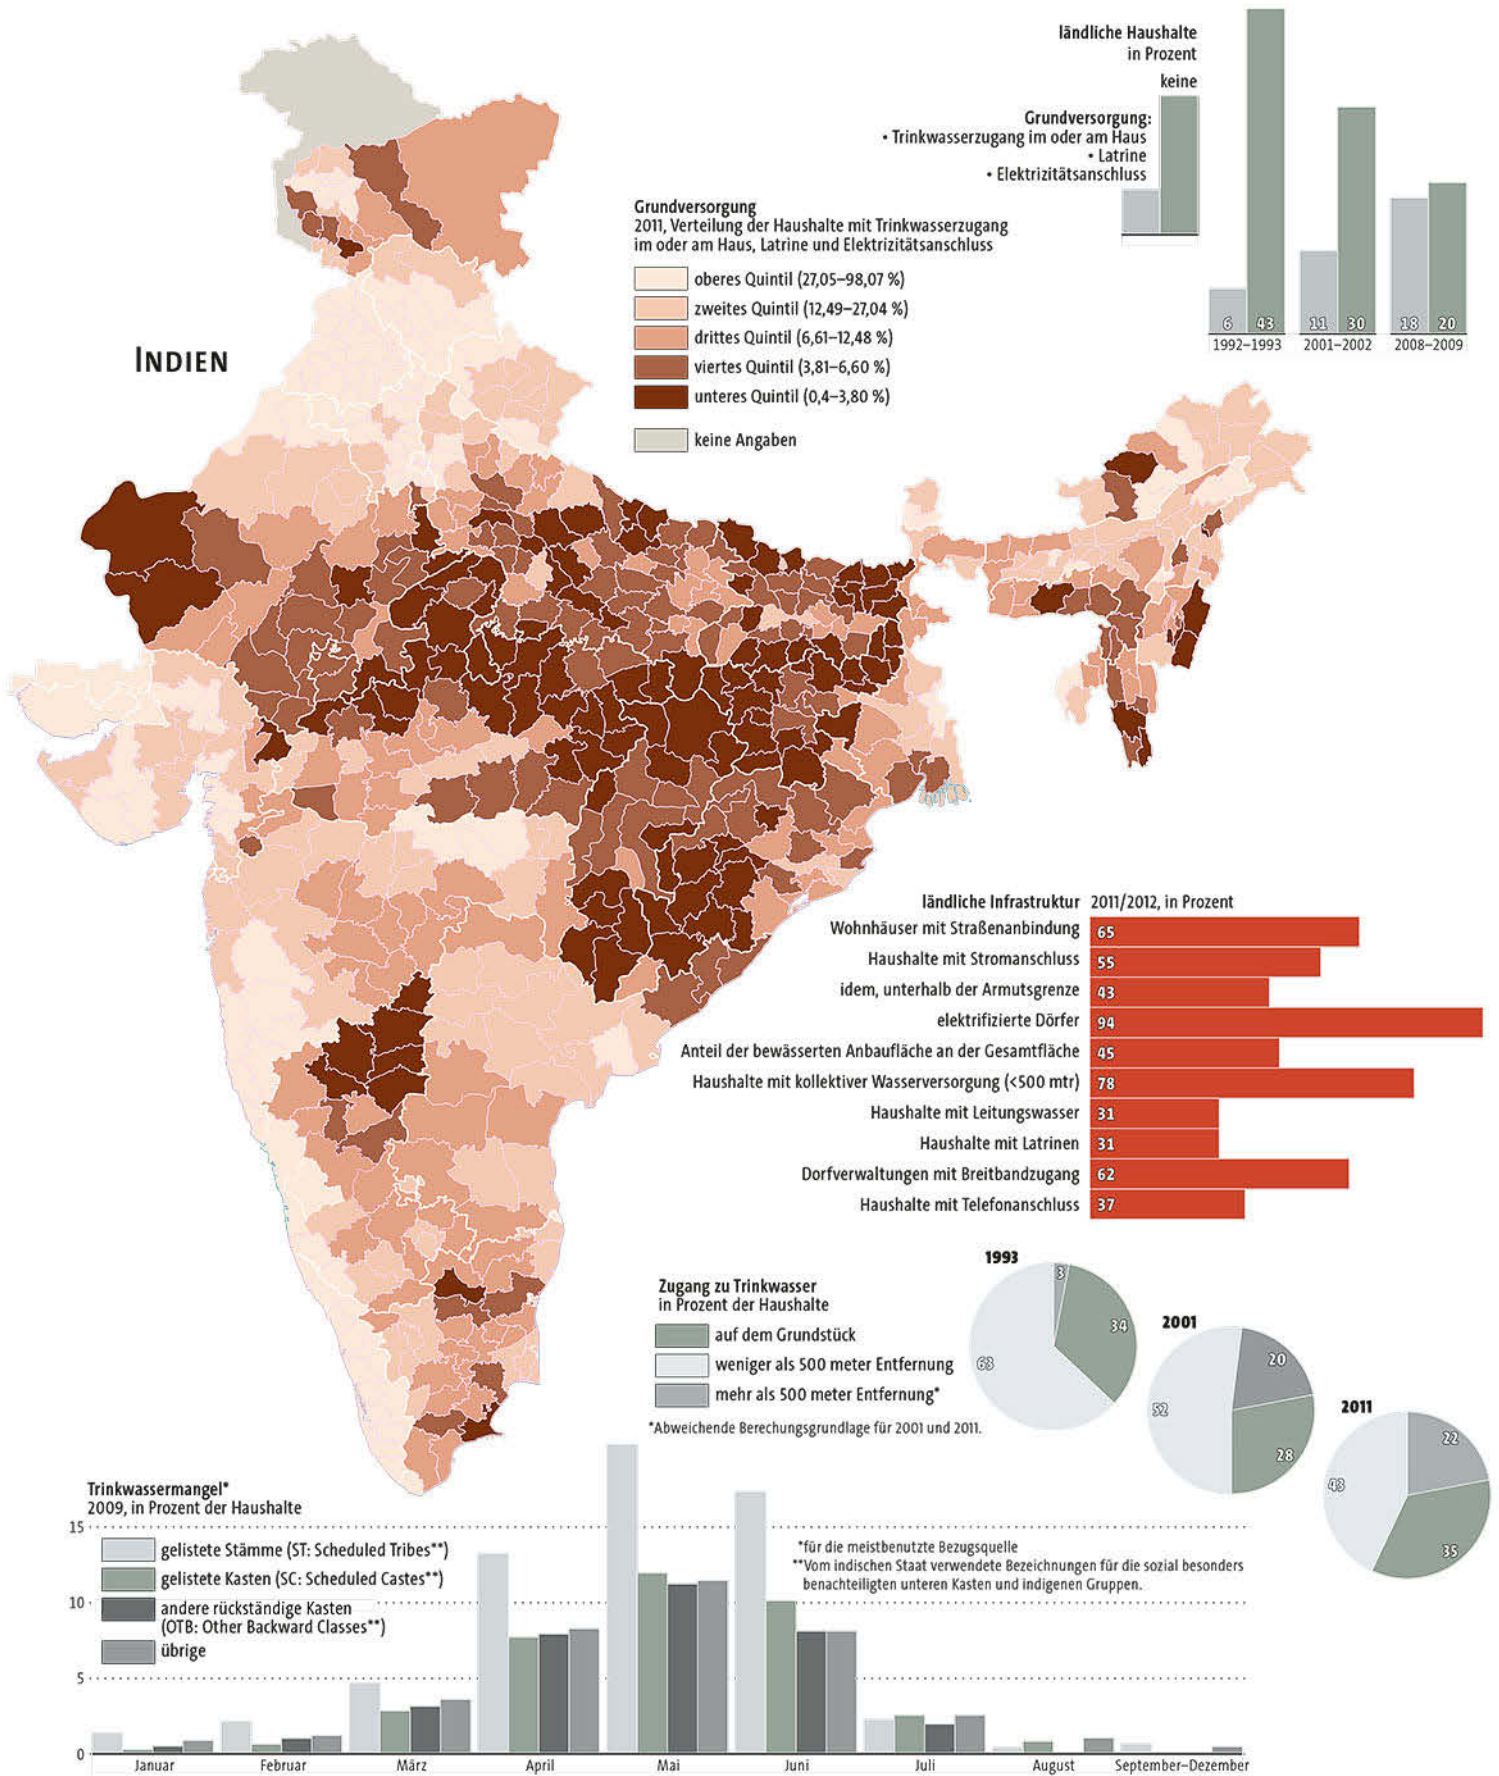 ländliche Haushalte
in Prozent
keine
Grundversorgung:
• Trinkwasserzugang im oder am Haus
• Latrine
• Elektrizitätsanschluss
6 43 11 30 18 20
1992–1993 2001–2002 2008–2009
INDIEN
Grundversorgung
2011, Verteilung der Haushalte mit Trinkwasserzugang
im oder am Haus, Latrine und Elektrizitätsanschluss
oberes Quintil (27,05–98,07 %)
zweites Quintil (12,49–27,04 %)
drittes Quintil (6,61–12,48 %)
viertes Quintil (3,81–6,60 %)
unteres Quintil (0,4–3,80 %)
keine Angaben
ländliche Infrastruktur 2011/2012, in Prozent
Wohnhäuser mit Straßenanbindung 65
Haushalte mit Stromanschluss 55
idem, unterhalb der Armutsgrenze 43
elektrifizierte Dörfer 94
Anteil der bewässerten Anbaufläche an der Gesamtfläche 45
Haushalte mit kollektiver Wasserversorgung (<500 mtr) 78
Haushalte mit Leitungswasser 31
Haushalte mit Latrinen 31
Dorfverwaltungen mit Breitbandzugang 62
Haushalte mit Telefonanschluss 37
Zugang zu Trinkwasser
in Prozent der Haushalte
auf dem Grundstück
weniger als 500 meter Entfernung
mehr als 500 meter Entfernung*
*Abweichende Berechungsgrundlage für 2001 und 2011.
1993
3
34
63
2001
20
52
28
2011
22
43
35
Trinkwassermangel*
2009, in Prozent der Haushalte
15
10
5
0
gelistete Stämme (ST: Scheduled Tribes**)
gelistete Kasten (SC: Scheduled Castes**)
andere rückständige Kasten
(OTB: Other Backward Classes**)
übrige
*für die meistbenutzte Bezugsquelle
**Vom indischen Staat verwendete Bezeichnungen für die sozial besonders
benachteiligten unteren Kasten und indigenen Gruppen.
Januar Februar März April Mai Juni Juli August September–Dezember